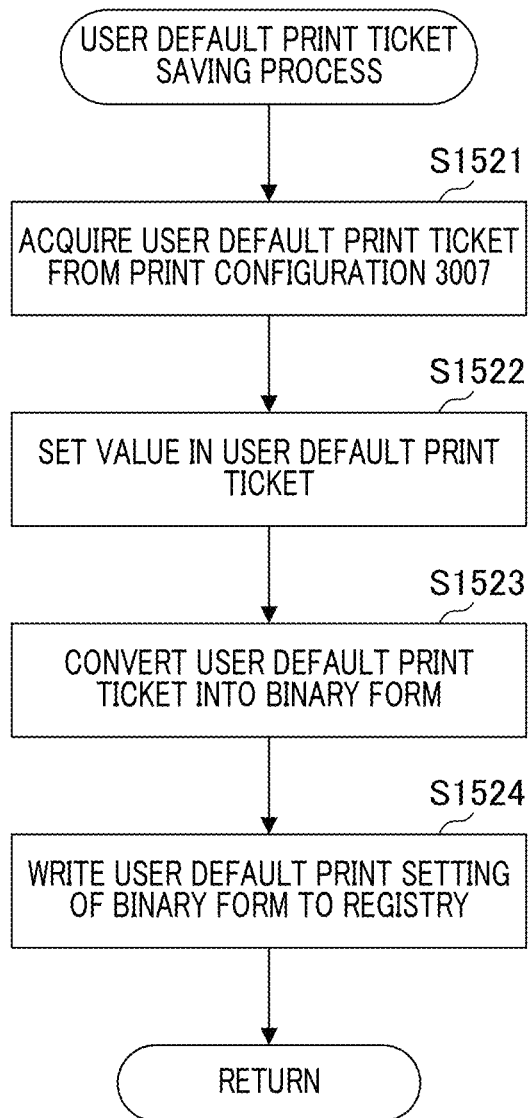 USER DEFAULT PRINT TICKET
SAVING PROCESS
S1521
ACQUIRE USER DEFAULT PRINT TICKET
FROM PRINT CONFIGURATION 3007
S1522
SET VALUE IN USER DEFAULT PRINT
TICKET
S1523
CONVERT USER DEFAULT PRINT
TICKET INTO BINARY FORM
S1524
WRITE USER DEFAULT PRINT SETTING
OF BINARY FORM TO REGISTRY
RETURN